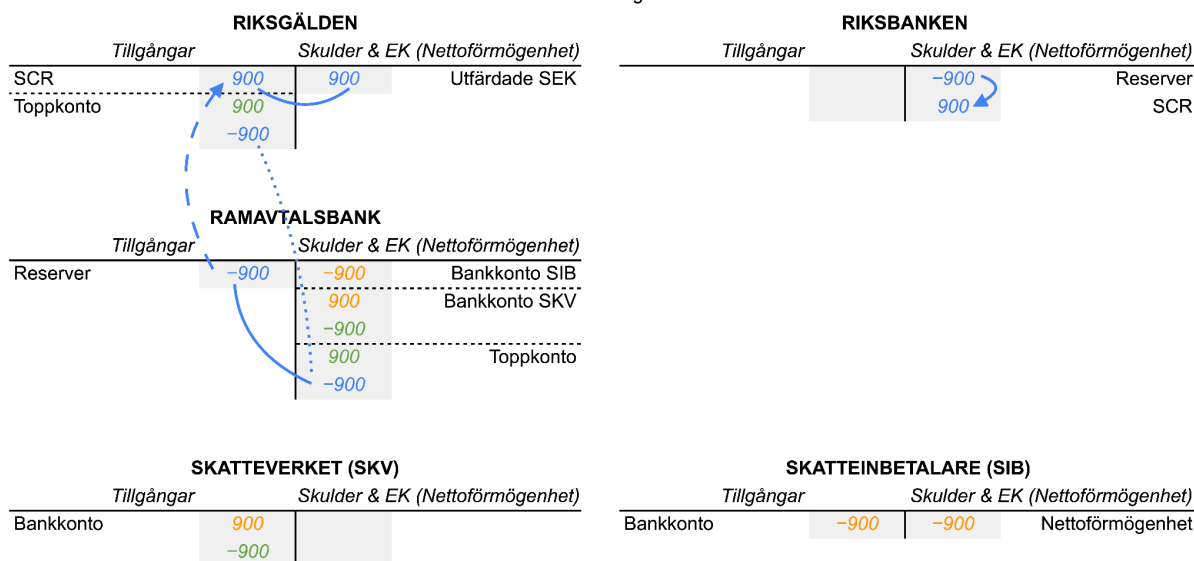 RIKSGÄLDEN
Tillgångar Skulder & EK (Nettoförmögenhet)
SCR 900 900 Utfärdade SEK
Toppkonto 900
−900
RIKSBANKEN
Tillgångar Skulder & EK (Nettoförmögenhet)
−900 Reserver
900 SCR
RAMAVTALSBANK
Tillgångar Skulder & EK (Nettoförmögenhet)
Reserver −900 −900 Bankkonto SIB
900 Bankkonto SKV
−900
900 Toppkonto
−900
SKATTEVERKET (SKV)
Tillgångar Skulder & EK (Nettoförmögenhet)
Bankkonto 900
−900
SKATTEINBETALARE (SIB)
Tillgångar Skulder & EK (Nettoförmögenhet)
Bankkonto −900 −900 Nettoförmögenhet